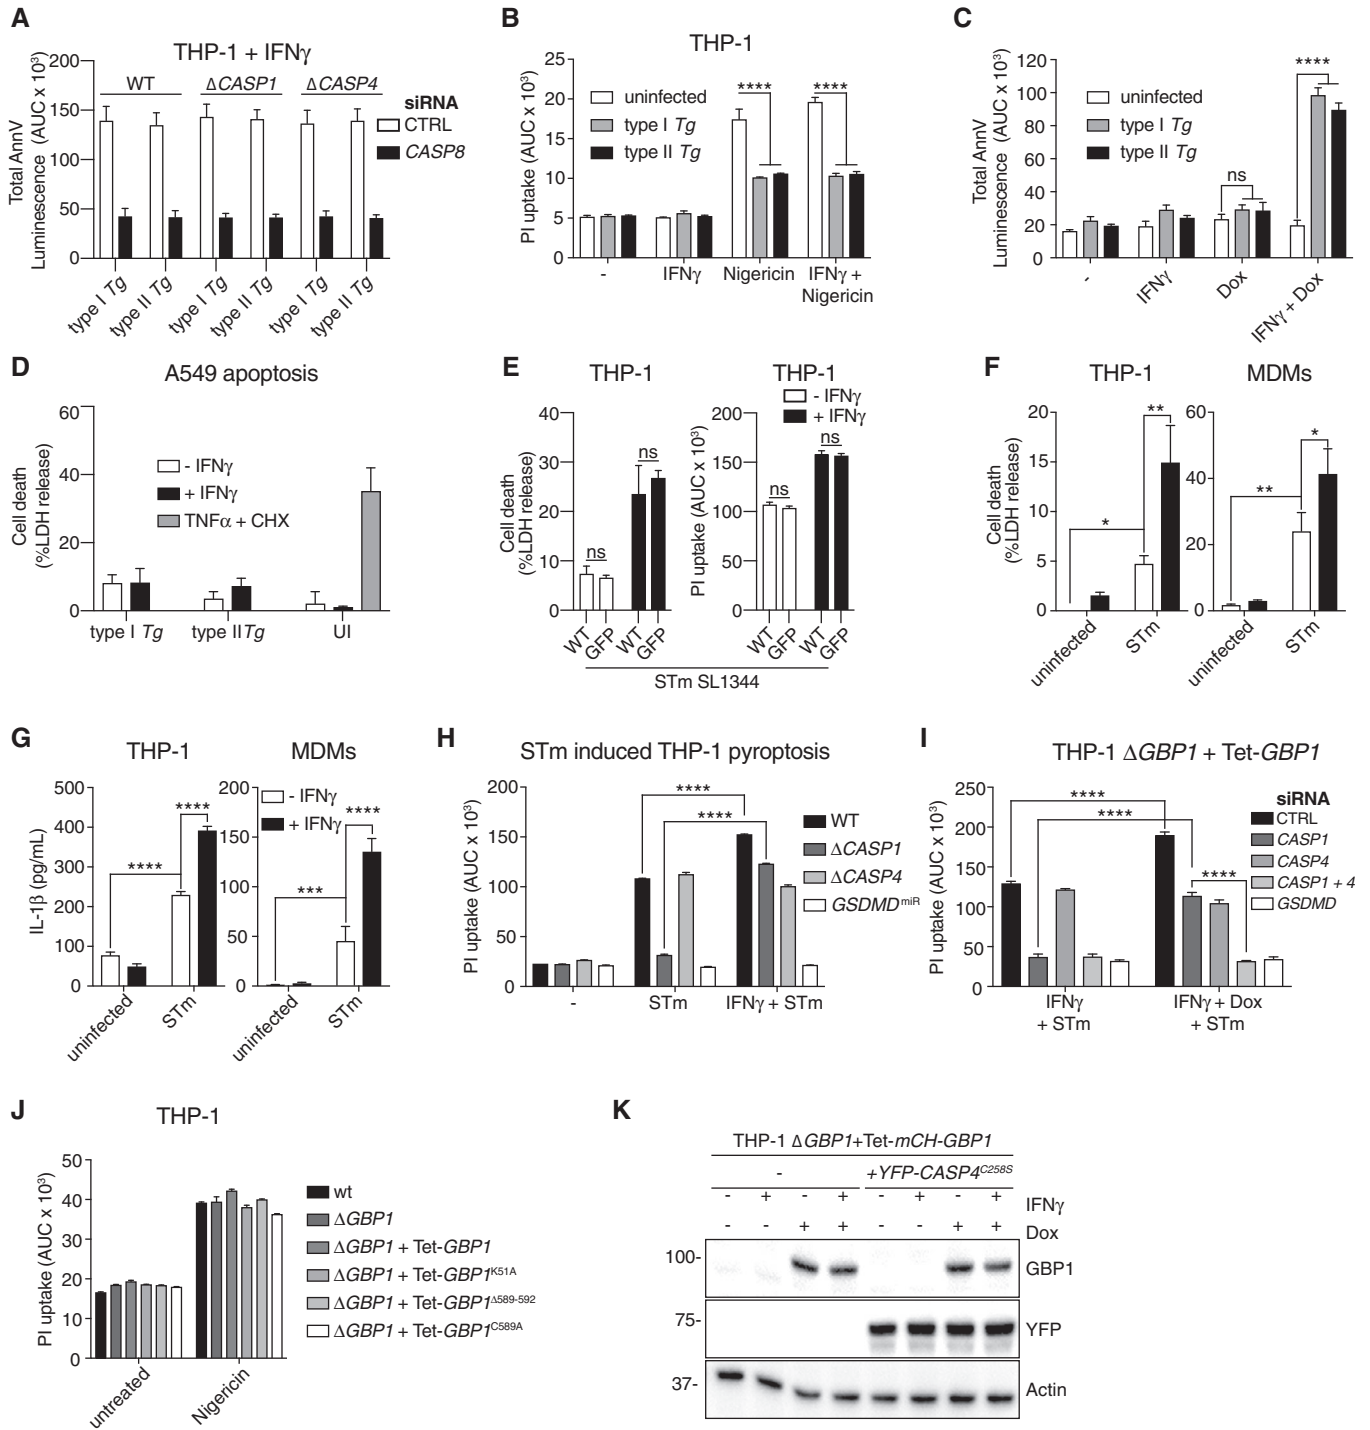 A
THP-1 + IFNγ
WT
ΔCASP1
ΔCASP4
siRNA
CTRL
CASP8
Total AnnV
Luminescence (AUC x 10³)
200
150
100
50
0
type I Tg
type II Tg
type I Tg
type II Tg
type I Tg
type II Tg
B
THP-1
PI uptake (AUC x 10³)
25
20
15
10
5
0
uninfected
type I Tg
type II Tg
****
****
-
IFNγ
Nigericin
IFNγ +
Nigericin
C
Total AnnV
Luminescence (AUC x 10³)
120
100
80
60
40
20
0
uninfected
type I Tg
type II Tg
ns
****
-
IFNγ
Dox
IFNγ + Dox
D
A549 apoptosis
Cell death
(%LDH release)
60
40
20
0
- IFNγ
+ IFNγ
TNFα + CHX
type I Tg
type II Tg
UI
E
THP-1
Cell death
(%LDH release)
40
30
20
10
0
ns
ns
WT
GFP
WT
GFP
THP-1
- IFNγ
+ IFNγ
PI uptake (AUC x 10³)
200
150
100
50
0
ns
ns
WT
GFP
WT
GFP
STm SL1344
F
THP-1
Cell death
(%LDH release)
20
15
10
5
0
*
**
uninfected
STm
MDMs
60
40
20
0
**
*
uninfected
STm
G
THP-1
IL-1β (pg/mL)
500
400
300
200
100
0
****
****
uninfected
STm
MDMs
200
150
100
50
0
- IFNγ
+ IFNγ
***
****
uninfected
STm
H
STm induced THP-1 pyroptosis
PI uptake (AUC x 10³)
200
150
100
50
0
****
****
WT
ΔCASP1
ΔCASP4
GSDMDmiR
-
STm
IFNγ + STm
I
THP-1 ΔGBP1 + Tet-GBP1
PI uptake (AUC x 10³)
250
200
150
100
50
0
****
****
****
siRNA
CTRL
CASP1
CASP4
CASP1 + 4
GSDMD
IFNγ
+ STm
IFNγ + Dox
+ STm
J
THP-1
PI uptake (AUC x 10³)
50
40
30
20
10
0
wt
ΔGBP1
ΔGBP1 + Tet-GBP1
ΔGBP1 + Tet-GBP1K51A
ΔGBP1 + Tet-GBP1Δ589-592
ΔGBP1 + Tet-GBP1C589A
untreated
Nigericin
K
THP-1 ΔGBP1+Tet-mCH-GBP1
- +YFP-CASP4C258S
- + - + - + - + IFNγ
- - + + - - + + Dox
100- GBP1
75- YFP
37- Actin